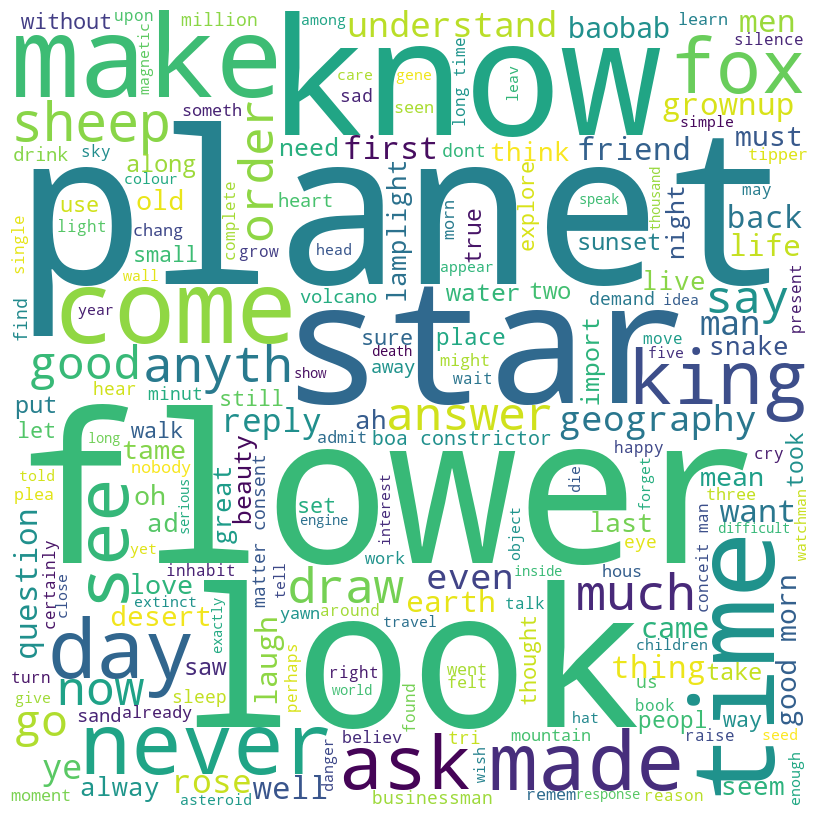 without
upon
million
among
understand
baobab
learn
men
silence
make
know
fox
magnetic
care
gene
sad
seen
leav
long time
grownup
simple
sheep
someth
order
need
first
dont
think
friend
must
tipper
drink
sky
along
colour
heart
lamplight
morn
true
explore
speak
thousand
night
may
back
planet
use
old
light
chang
complete
small
grow
head
appear
sunset
life
single
wall
volcano
water
two
live
demand
idea
say
present
find
come
year
star
sure
place
import
move
man
snake
death
away
might
wait
five
king
good
anyth
show
hear
minut
still
put
let
walk
reply
ah
answer
geography
long
admit
boa constrictor
happy
cry
took
told
plea
nobody
tame
oh
great
beauty
flower
set
engine
interest
die
forget
mean
three
last
eye
want
difficult
watchman
see
serious
ad
question
certainly
close
yet
love
inhabit
matter consent
work
object
hous
conceit man
extinct
exactly
tell
draw
even
inside
much
time
desert
yawn
around
earth
talk
travel
came
children
good morn
day
saw
laugh
perhaps
right
world
look
went
felt
thought
thing
take
us
turn
give
now
sleep
sand
already
found
book
peopl
way
go
never
danger
believ
tri
mountain
hat
raise
seed
enough
ye
alway
rose
well
ask
wish
made
seem
moment
asteroid
businessman
remem
response
reason